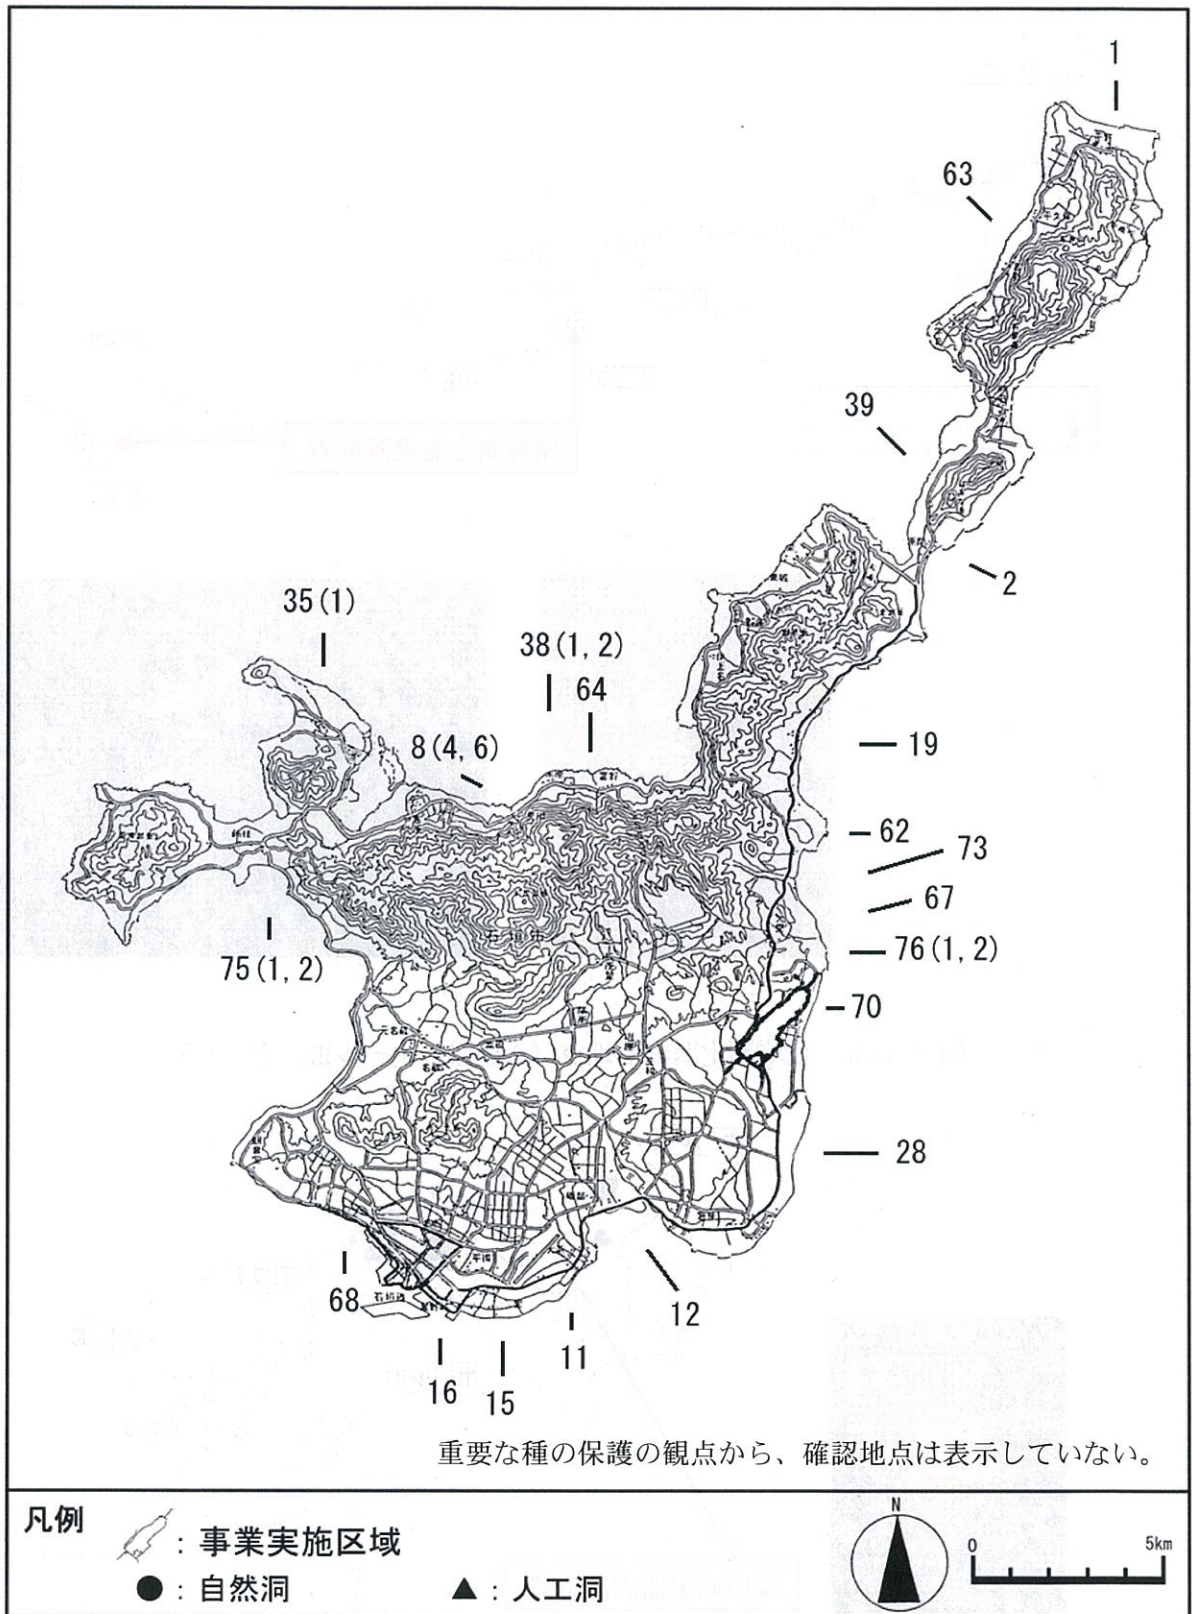 1
63
39
2
35(1)
38(1, 2)
64
8(4, 6)
19
62
73
67
76(1, 2)
75(1, 2)
70
28
68
12
11
16
15
石垣市
重要な種の保護の観点から、確認地点は表示していない。
凡例
：事業実施区域
●：自然洞
▲：人工洞
N
0
5km